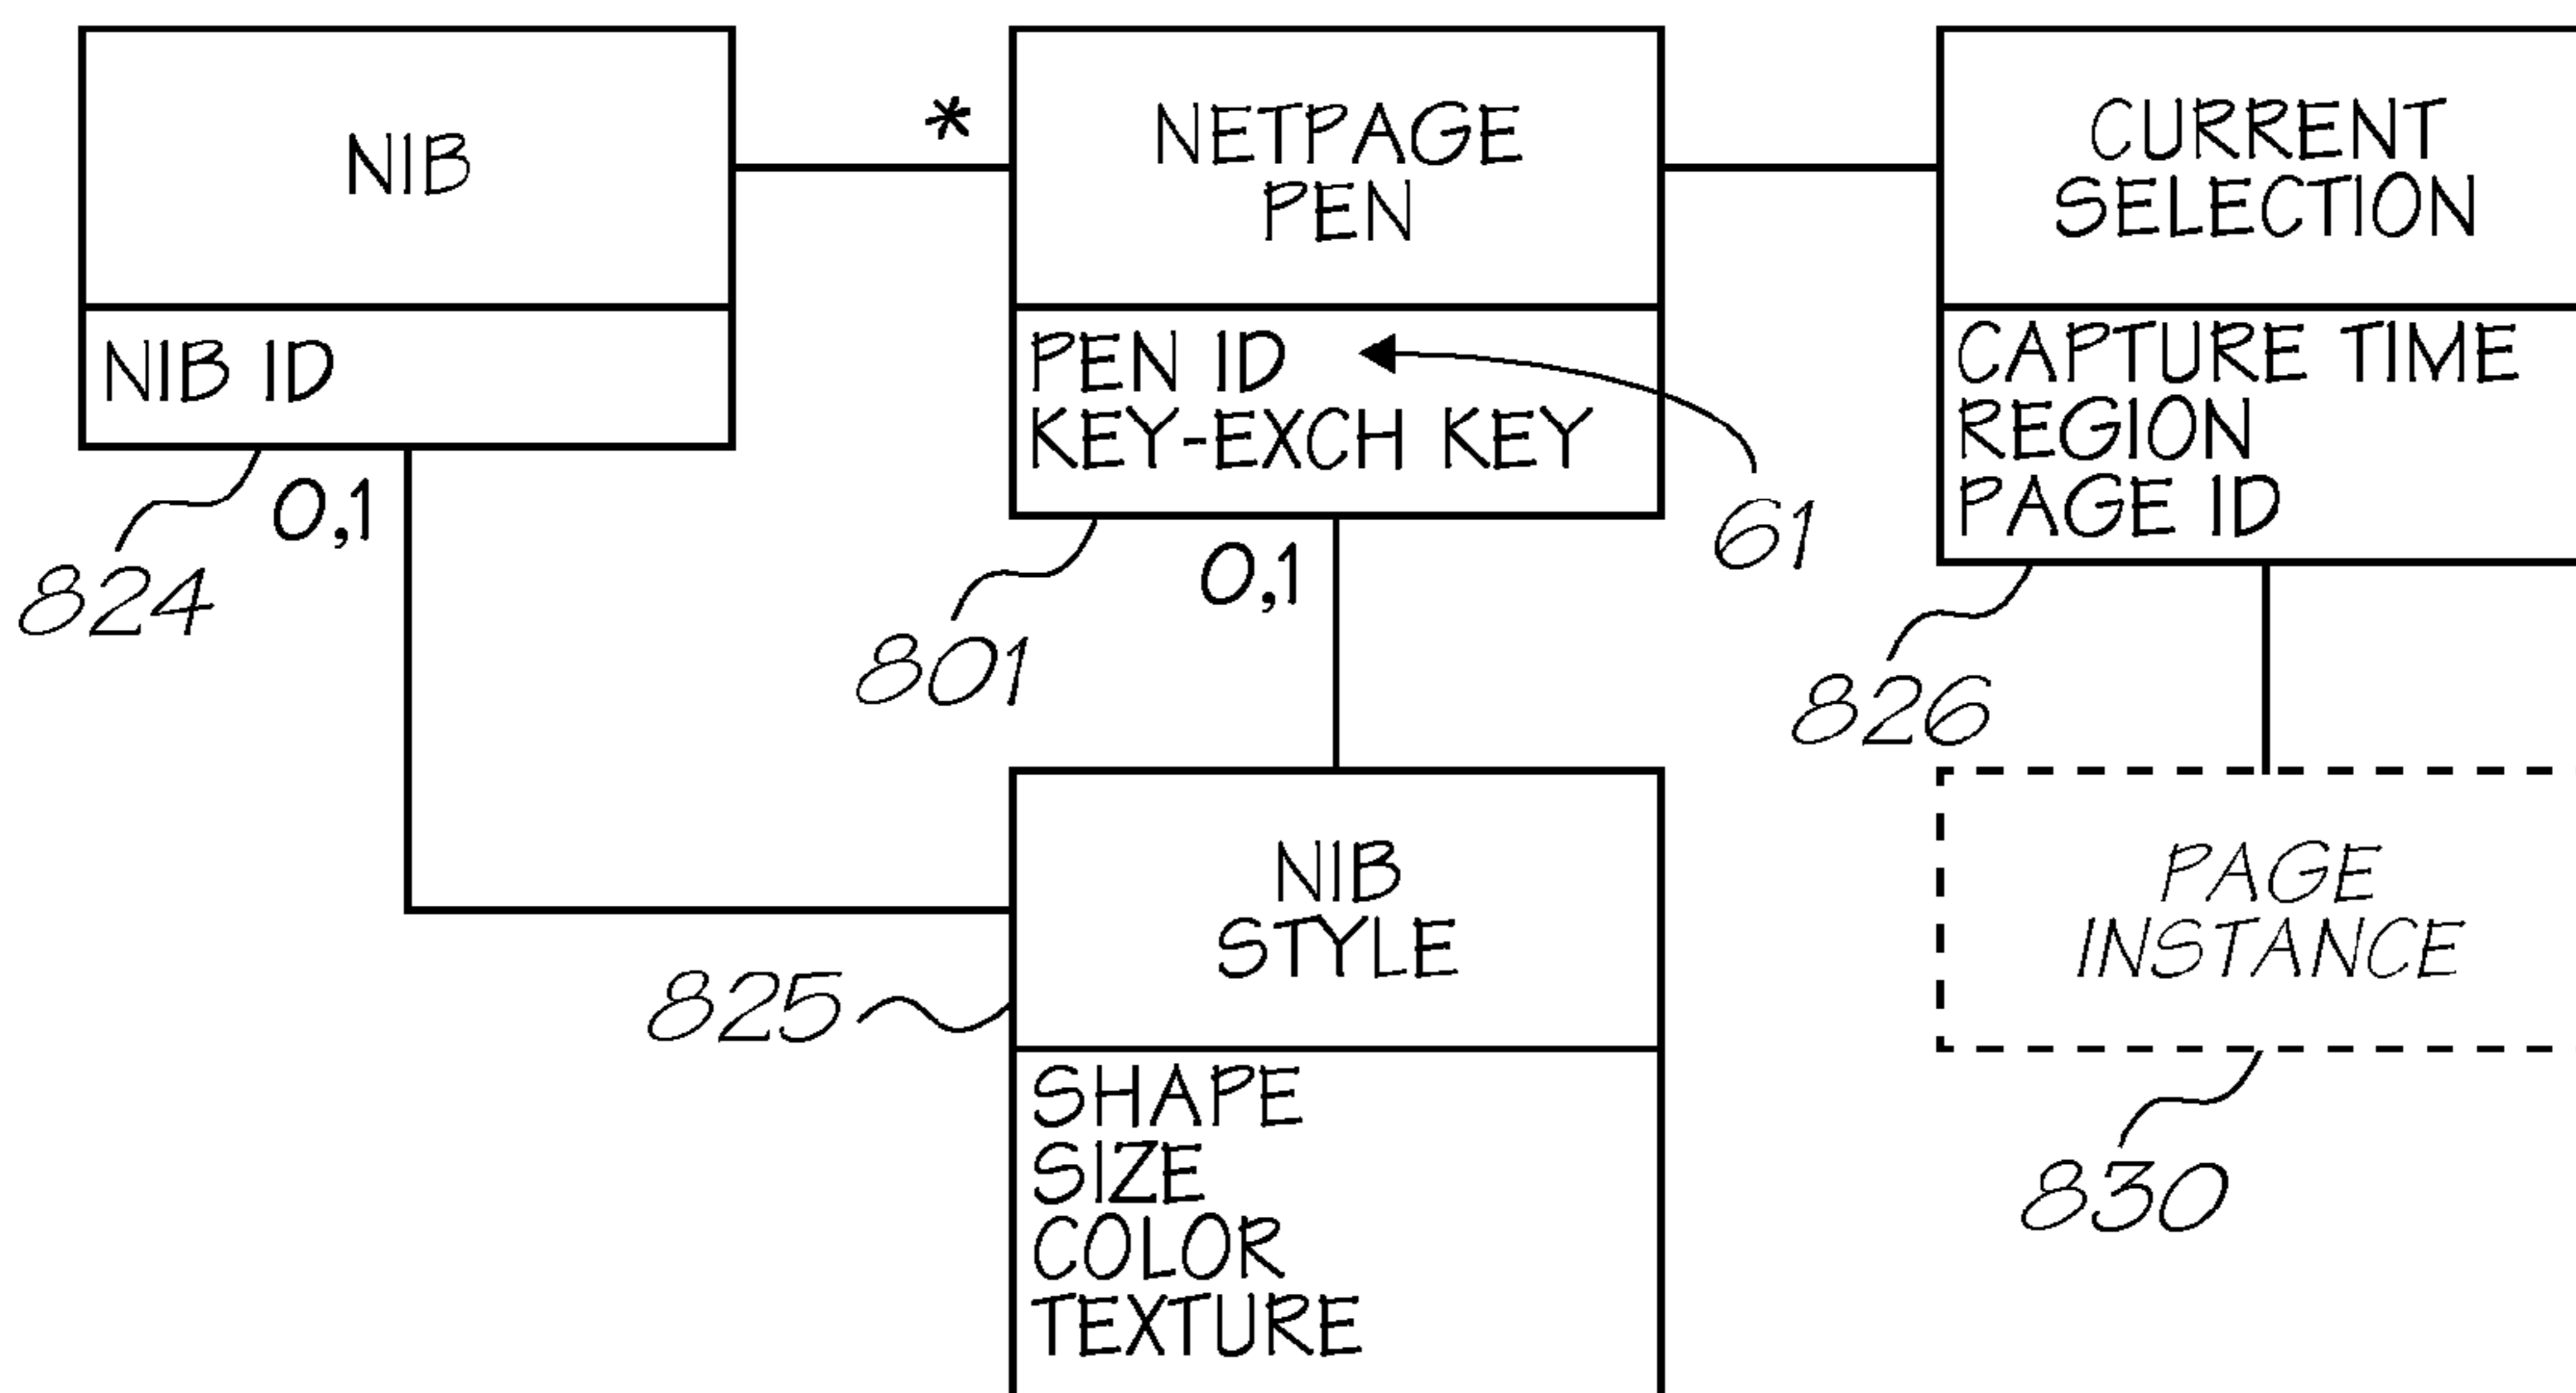 NIB
*
NETPAGE
PEN
CURRENT
SELECTION
NIB ID
PEN ID
KEY-EXCH KEY
CAPTURE TIME
REGION
PAGE ID
61
0,1
0,1
824
801
826
NIB
STYLE
PAGE
INSTANCE
825
SHAPE
SIZE
COLOR
TEXTURE
830